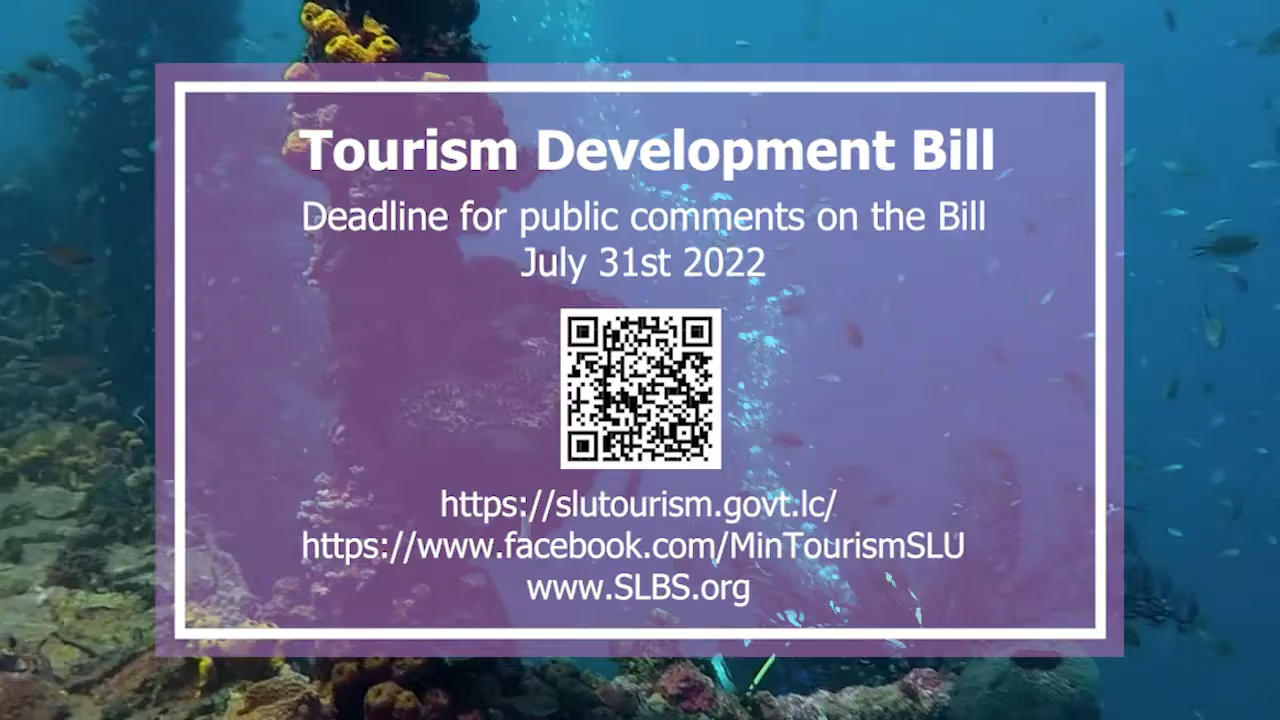 Tourism Development Bill
Deadline for public comments on the Bill
July 31st 2022
https://slutourism.govt.lc/
https://www.facebook.com/MinTourismSLU
www.SLBS.org